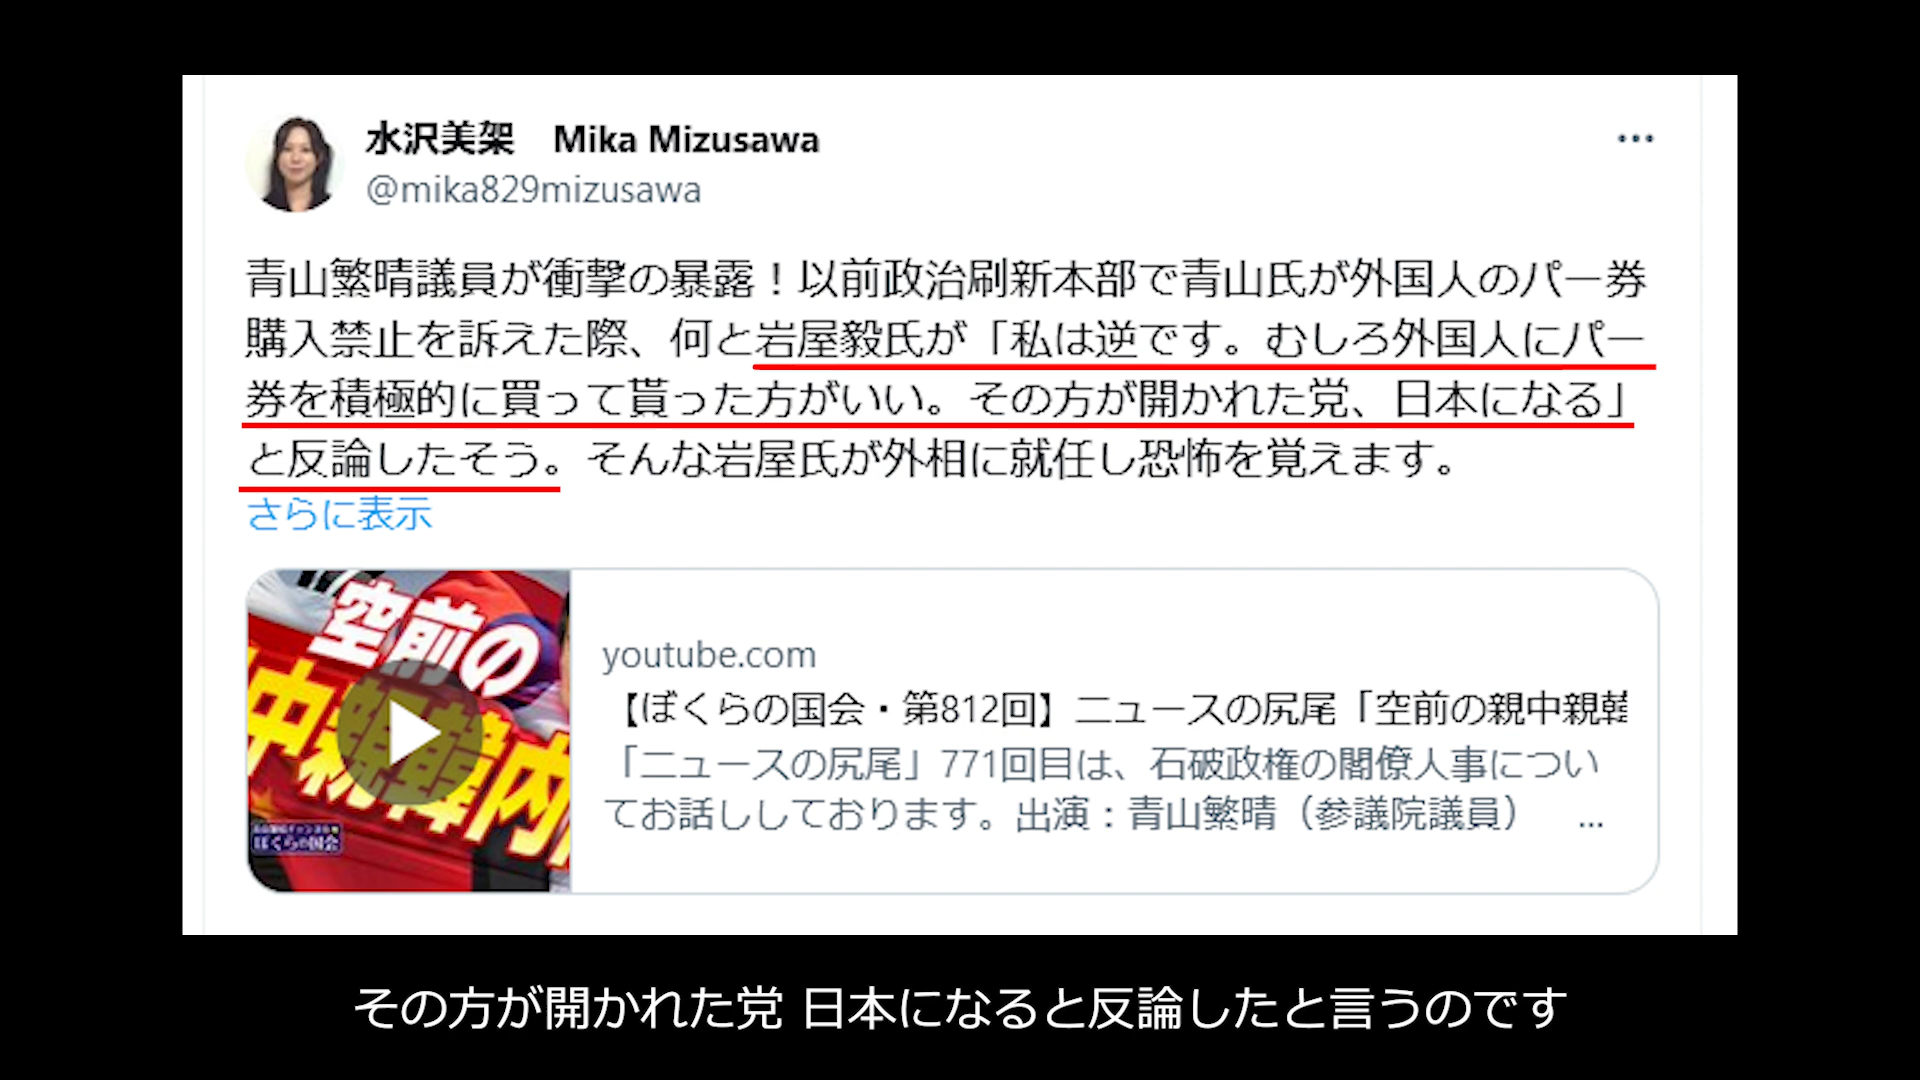 水沢美架　Mika Mizusawa
@mika829mizusawa
青山繁晴議員が衝撃の暴露！以前政治刷新本部で青山氏が外国人のパー券
購入禁止を訴えた際、何と岩屋毅氏が「私は逆です。むしろ外国人にパー
券を積極的に買って貰った方がいい。その方が開かれた党、日本になる」
と反論したそう。そんな岩屋氏が外相に就任し恐怖を覚えます。
さらに表示
空前の
中親韓内
ぼくらの国会
youtube.com
【ぼくらの国会・第812回】ニュースの尻尾「空前の親中親韓
「ニュースの尻尾」771回目は、石破政権の閣僚人事につい
てお話ししております。出演：青山繁晴（参議院議員）　...
その方が開かれた党 日本になると反論したと言うのです